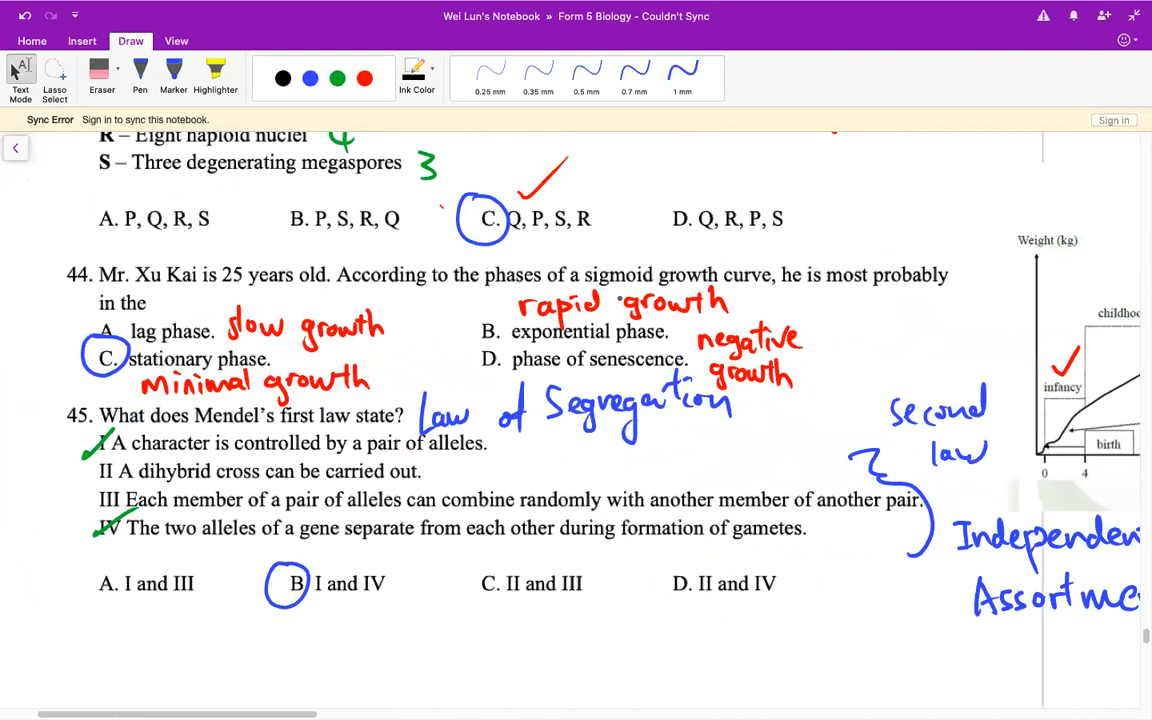 Wei Lun's Notebook » Form 5 Biology - Couldn't Sync
Home Insert Draw View
Text Mode
Lasso Select
Eraser
Pen
Marker
Highlighter
Ink Color
0.25 mm 0.35 mm 0.5 mm 0.7 mm 1 mm
Sync Error Sign in to sync this notebook. Sign in
R – Eight haploid nuclei 4
S – Three degenerating megaspores 3
A. P, Q, R, S B. P, S, R, Q C. Q, P, S, R D. Q, R, P, S
44. Mr. Xu Kai is 25 years old. According to the phases of a sigmoid growth curve, he is most probably
in the
A. lag phase. slow growth B. exponential phase. rapid growth
C. stationary phase. D. phase of senescence. negative growth
minimal growth
45. What does Mendel's first law state? Law of Segregation
I A character is controlled by a pair of alleles.
II A dihybrid cross can be carried out.
III Each member of a pair of alleles can combine randomly with another member of another pair.
IV The two alleles of a gene separate from each other during formation of gametes.
A. I and III B. I and IV C. II and III D. II and IV
second
law
Independen
Assortme
Weight (kg)
childhoo
infancy
birth
0 4